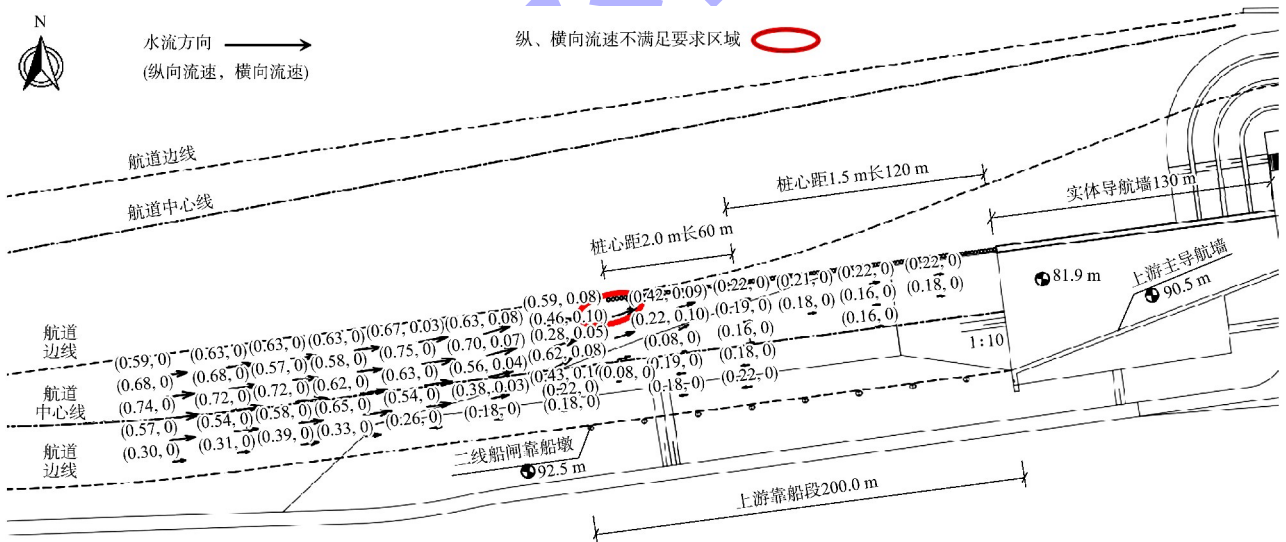 N
水流方向
(纵向流速，横向流速)
纵、横向流速不满足要求区域
航道边线
航道中心线
桩心距1.5 m长120 m
实体导航墙130 m
桩心距2.0 m长60 m
上游主导航墙
81.9 m
90.5 m
1:10
航道
边线
航道
中心线
航道
边线
(0.59, 0) (0.63, 0) (0.63, 0) (0.63, 0) (0.67, 0.03) (0.63, 0.08) (0.59, 0.08) (0.42, 0.09) (0.22, 0) (0.21, 0) (0.22, 0) (0.22, 0)
(0.68, 0) (0.68, 0) (0.57, 0) (0.58, 0) (0.75, 0) (0.70, 0.07) (0.46, 0.10) (0.22, 0.10) (0.19, 0) (0.18, 0) (0.16, 0) (0.18, 0)
(0.28, 0.05) (0.08, 0) (0.16, 0) (0.16, 0)
(0.74, 0) (0.72, 0) (0.72, 0) (0.62, 0) (0.63, 0) (0.56, 0.04) (0.62, 0.08) (0.19, 0) (0.18, 0)
(0.57, 0) (0.54, 0) (0.58, 0) (0.65, 0) (0.54, 0) (0.38, 0.03) (0.08, 0) (0.18, 0) (0.22, 0)
(0.22, 0)
(0.30, 0) (0.31, 0) (0.39, 0) (0.33, 0) (0.26, 0) (0.18, 0) (0.18, 0)
二线船闸靠船墩
92.5 m
上游靠船段200.0 m